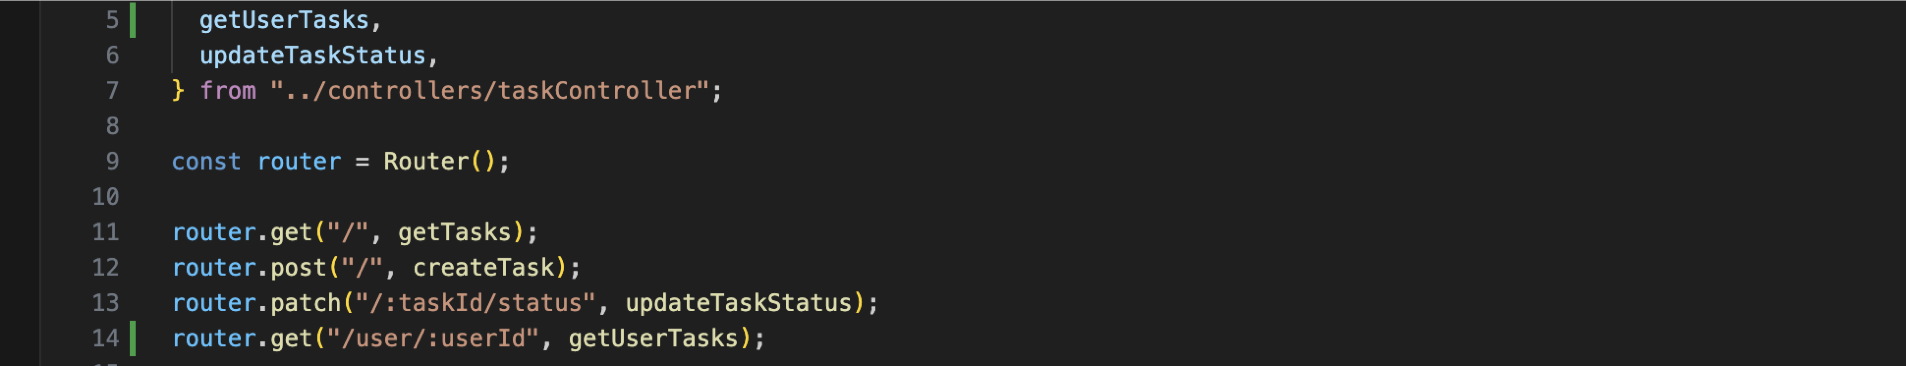 5 getUserTasks,
6 updateTaskStatus,
7 } from "../controllers/taskController";
8
9 const router = Router();
10
11 router.get("/", getTasks);
12 router.post("/", createTask);
13 router.patch("/:taskId/status", updateTaskStatus);
14 router.get("/user/:userId", getUserTasks);